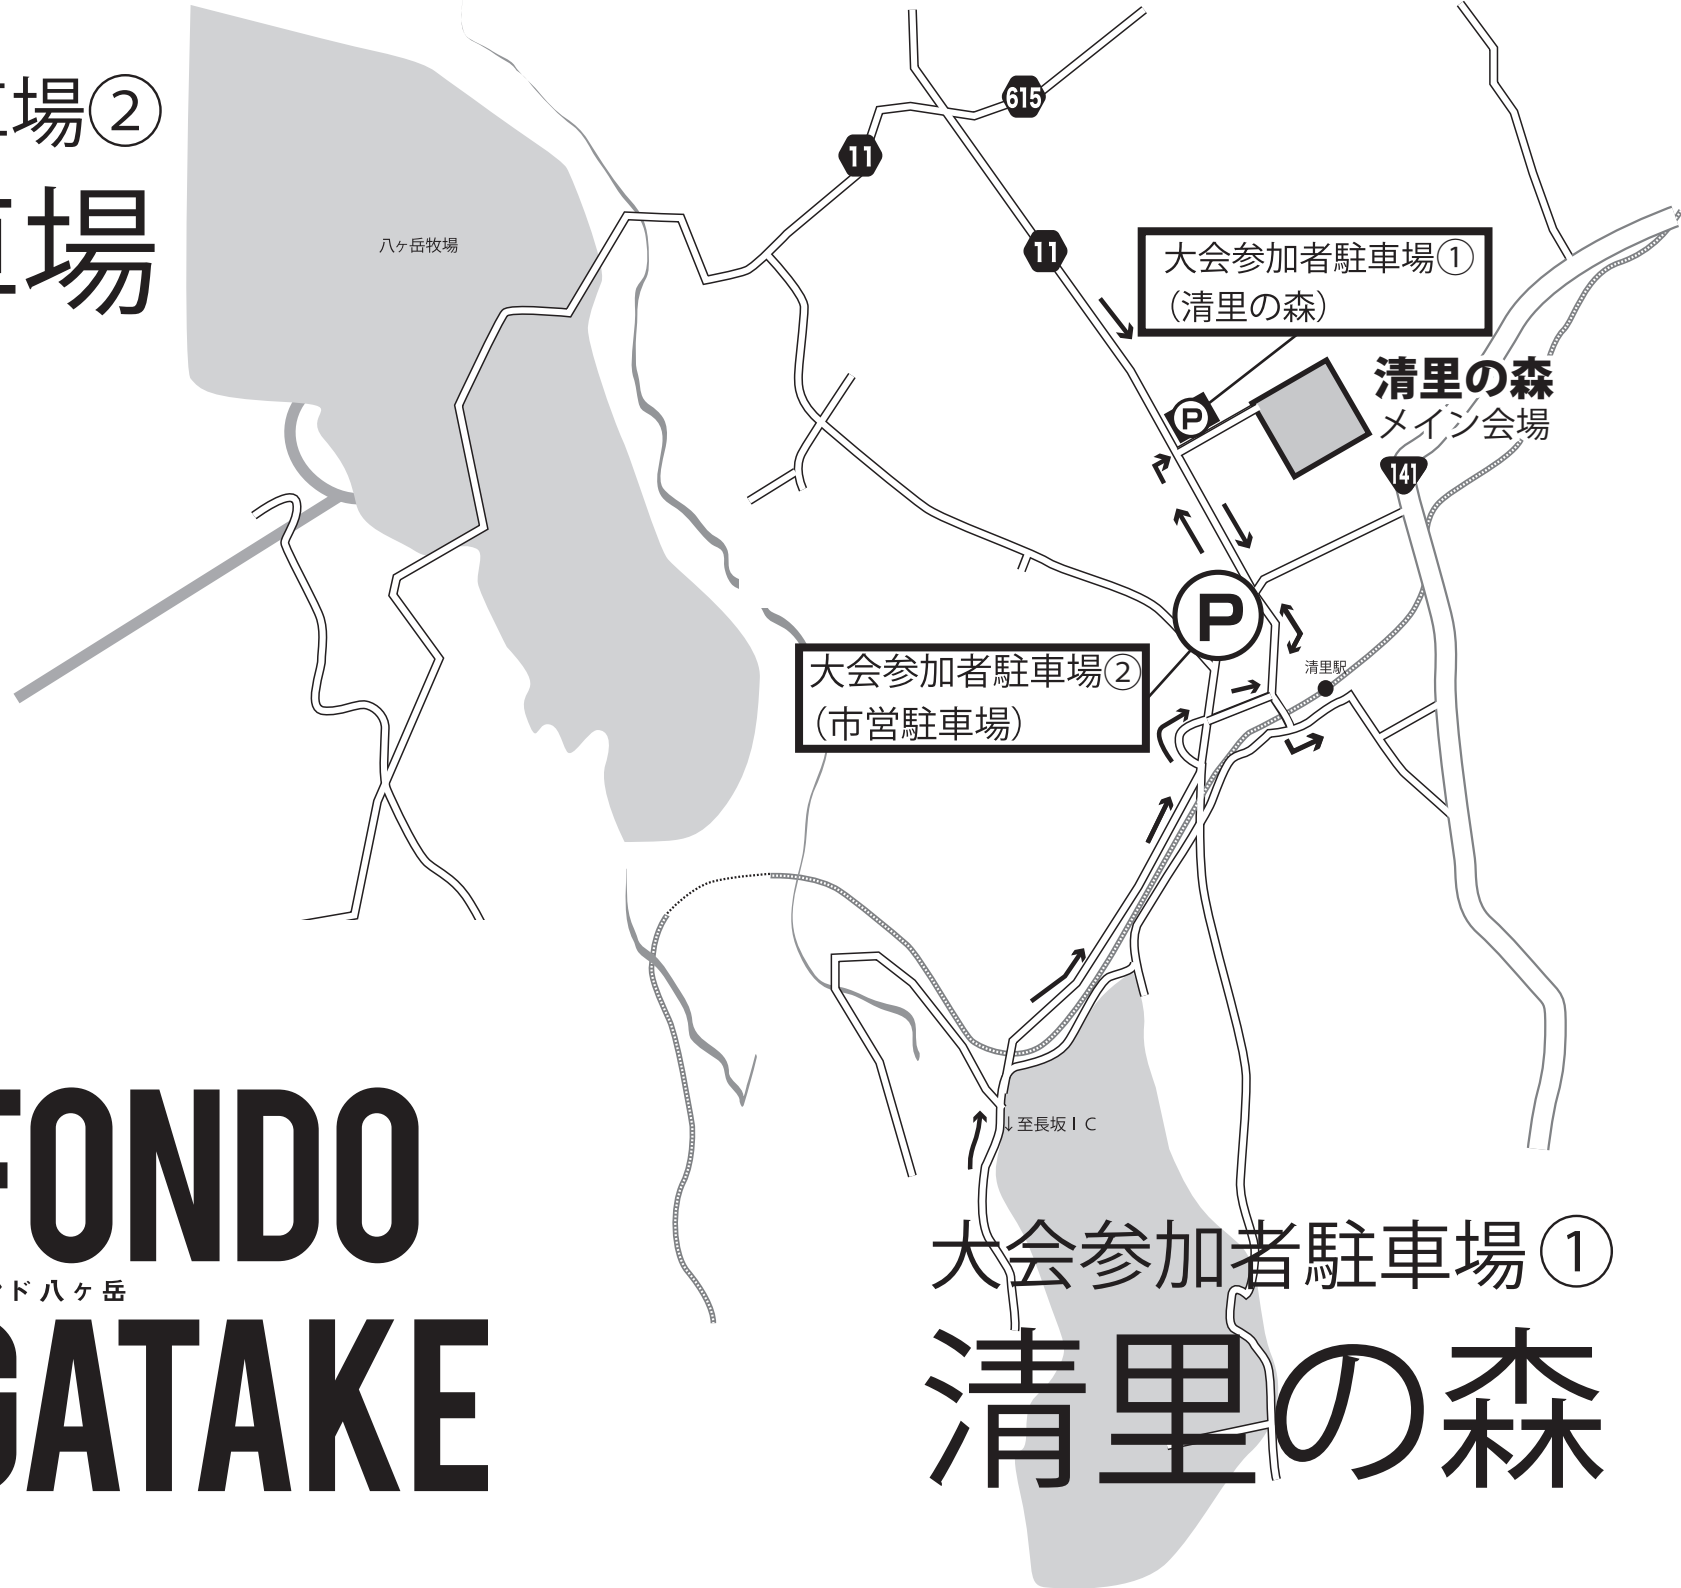 車場②
車場
615
11
11
八ヶ岳牧場
大会参加者駐車場①
（清里の森）
清里の森
メイン会場
P
141
P
大会参加者駐車場②
（市営駐車場）
清里駅
↓至長坂ＩＣ
FONDO
ンド八ヶ岳
GATAKE
大会参加者駐車場①
清里の森